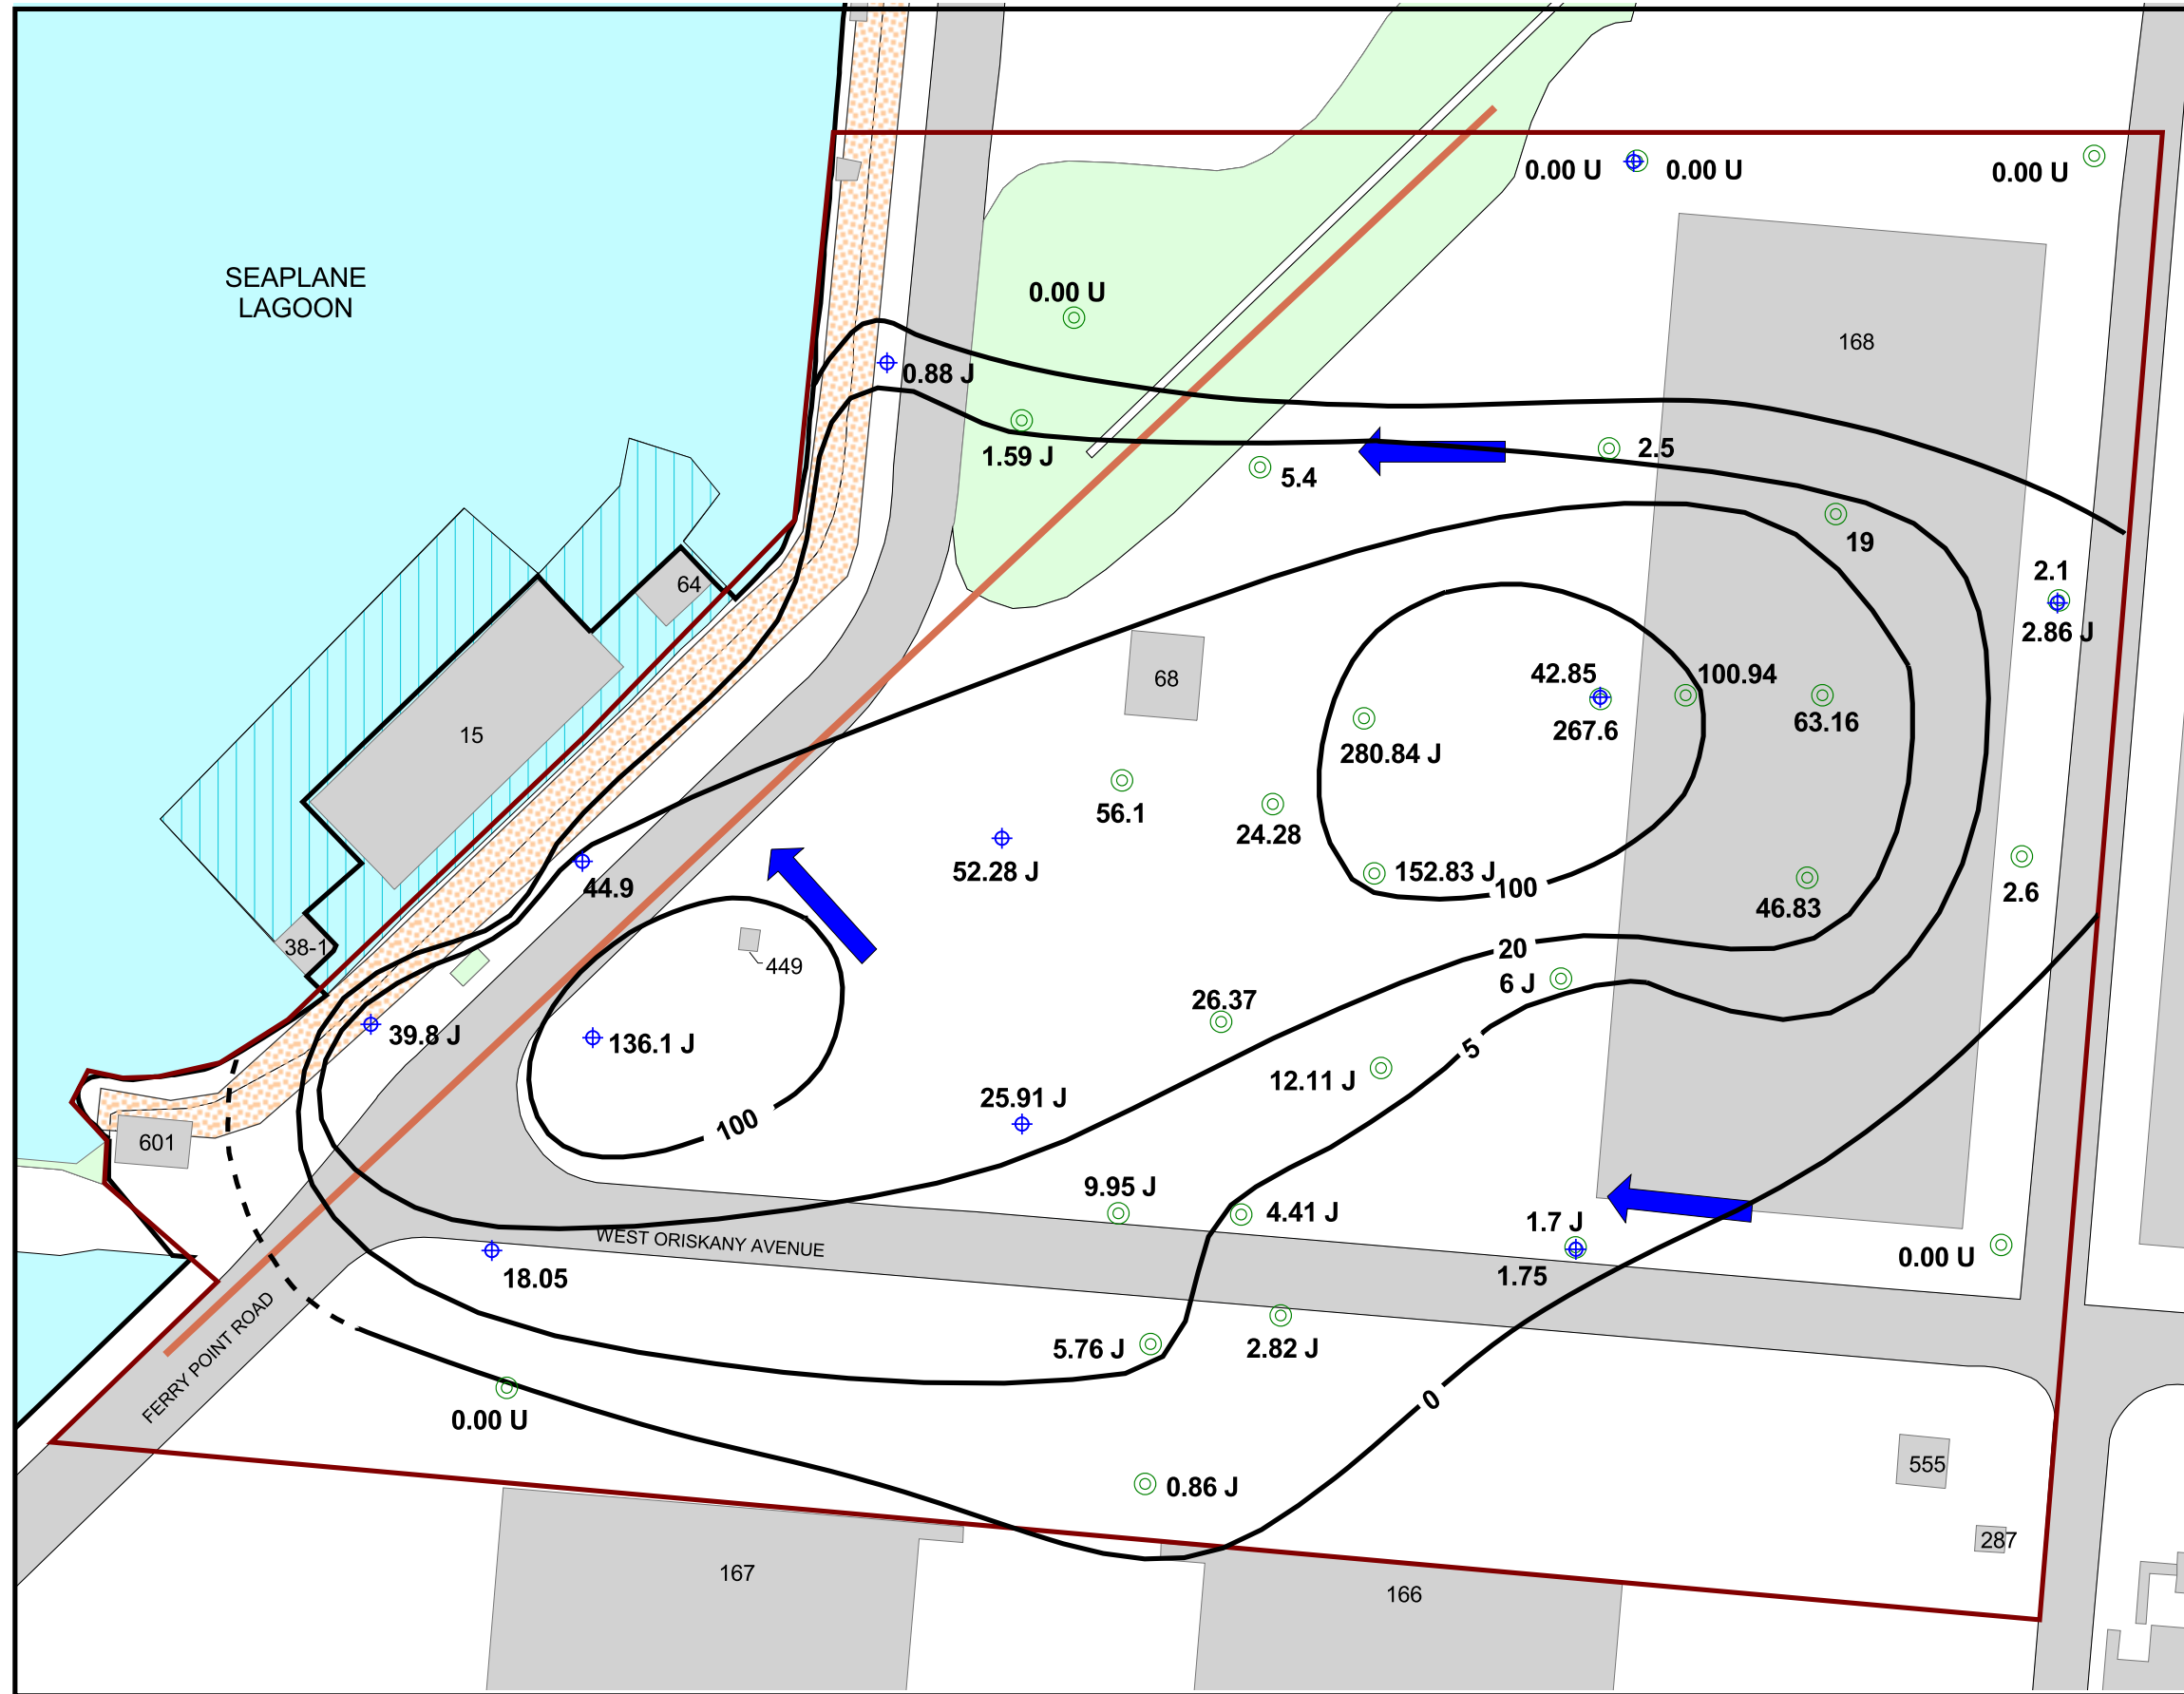 0.00 U
0.00 U
0.00 U
SEAPLANE
LAGOON
0.00 U
168
0.88 J
1.59 J
5.4
2.5
19
2.1
2.86 J
64
68
42.85
267.6
100.94
63.16
15
280.84 J
56.1
24.28
52.28 J
152.83 J
100
44.9
46.83
2.6
38-1
449
20
6 J
39.8 J
136.1 J
26.37
5
12.11 J
25.91 J
100
601
9.95 J
4.41 J
1.7 J
1.75
0.00 U
WEST ORISKANY AVENUE
18.05
FERRY POINT ROAD
5.76 J
2.82 J
0
0.00 U
0.86 J
555
287
167
166